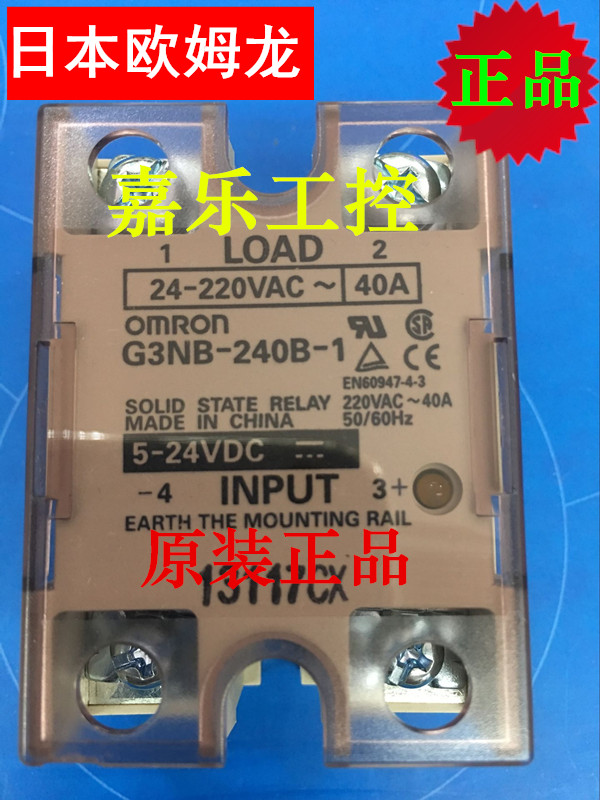 日本欧姆龙
正品
嘉乐工控
1 LOAD 2
24-220VAC ~ 40A
OMRON
G3NB-240B-1
EN60947-4-3
SOLID STATE RELAY 220VAC ~ 40A
MADE IN CHINA 50/60Hz
5-24VDC
-4 INPUT 3+
EARTH THE MOUNTING RAIL
原装正品
13117CX